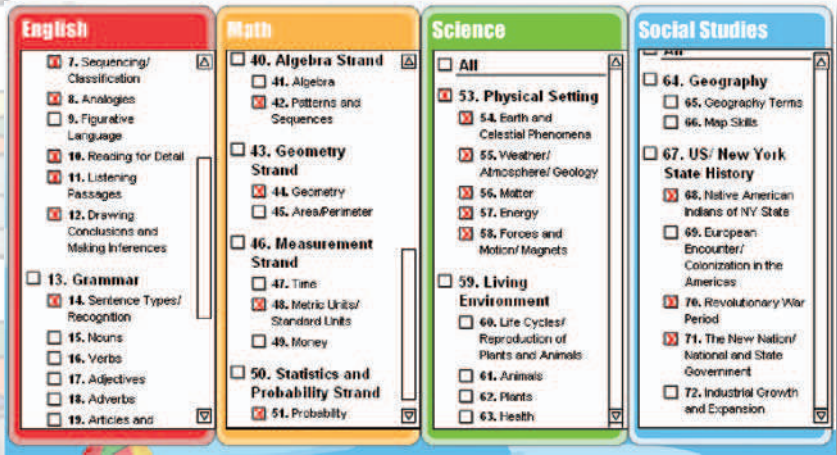 English
7. Sequencing/
Classification
8. Analogies
9. Figurative
Language
10. Reading for Detail
11. Listening
Passages
12. Drawing
Conclusions and
Making Inferences
13. Grammar
14. Sentence Types/
Recognition
15. Nouns
16. Verbs
17. Adjectives
18. Adverbs
19. Articles and
Math
40. Algebra Strand
41. Algebra
42. Patterns and
Sequences
43. Geometry
Strand
44. Geometry
45. Area/Perimeter
46. Measurement
Strand
47. Time
48. Metric Units/
Standard Units
49. Money
50. Statistics and
Probability Strand
51. Probability
Science
All
53. Physical Setting
54. Earth and
Celestial Phenomena
55. Weather/
Atmosphere/ Geology
56. Matter
57. Energy
58. Forces and
Motion/ Magnets
59. Living
Environment
60. Life Cycles/
Reproduction of
Plants and Animals
61. Animals
62. Plants
63. Health
Social Studies
All
64. Geography
65. Geography Terms
66. Map Skills
67. US/ New York
State History
68. Native American
Indians of NY State
69. European
Encounter/
Colonization in the
Americas
70. Revolutionary War
Period
71. The New Nation/
National and State
Government
72. Industrial Growth
and Expansion